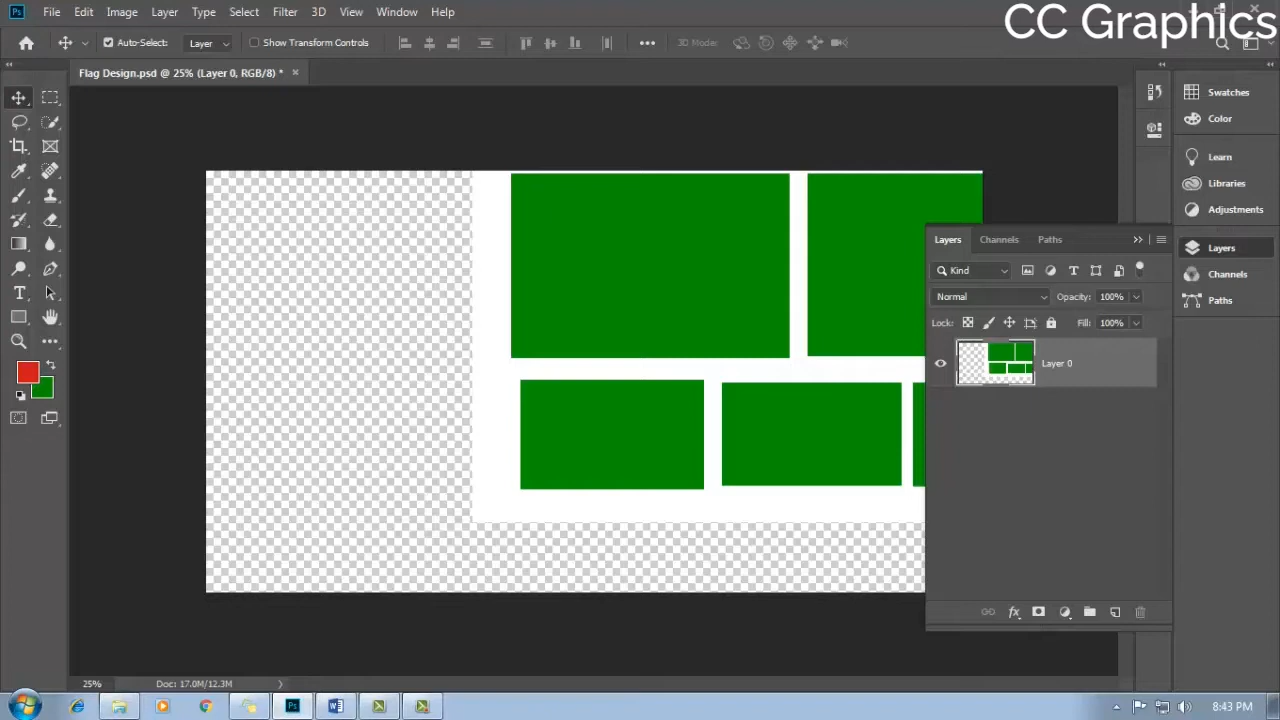 Ps File Edit Image Layer Type Select Filter 3D View Window Help
CC Graphics
Auto-Select: Layer Show Transform Controls 3D Mode:
Flag Design.psd @ 25% (Layer 0, RGB/8) *
Swatches
Color
Learn
Libraries
Adjustments
Layers
Channels
Paths
Layers Channels Paths
Kind
Normal Opacity: 100%
Lock: Fill: 100%
Layer 0
fx
25% Doc: 17.0M/12.3M
Ps 8:43 PM